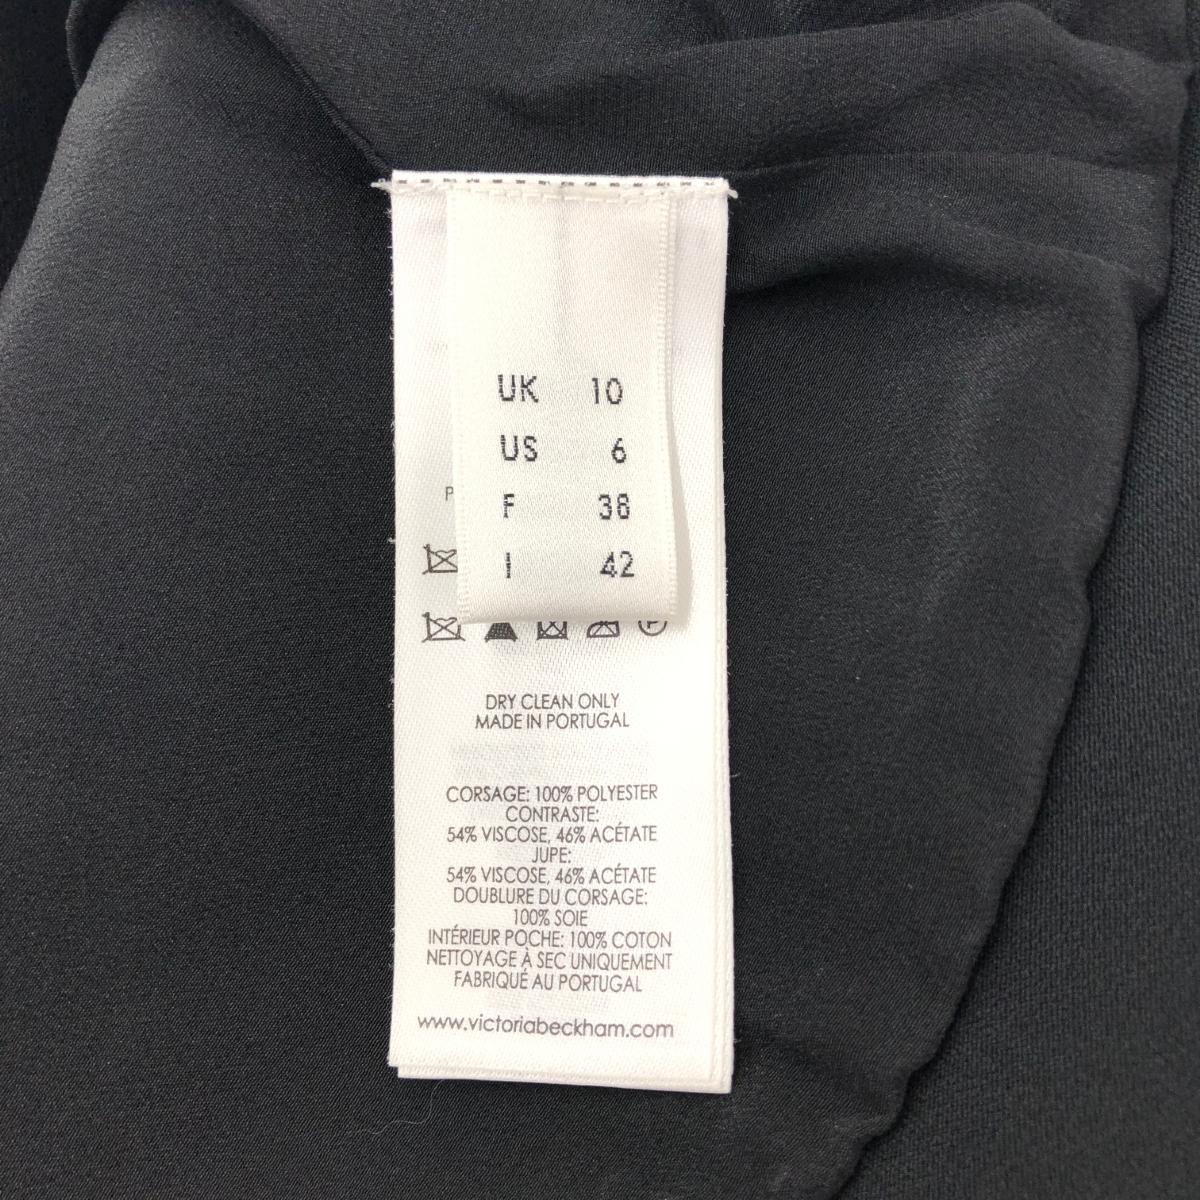 UK 10
US 6
F 38
I 42
P
DRY CLEAN ONLY
MADE IN PORTUGAL
CORSAGE: 100% POLYESTER
CONTRASTE:
54% VISCOSE, 46% ACÉTATE
JUPE:
54% VISCOSE, 46% ACÉTATE
DOUBLURE DU CORSAGE:
100% SOIE
INTÉRIEUR POCHE: 100% COTON
NETTOYAGE À SEC UNIQUEMENT
FABRIQUÉ AU PORTUGAL
www.victoriabeckham.com